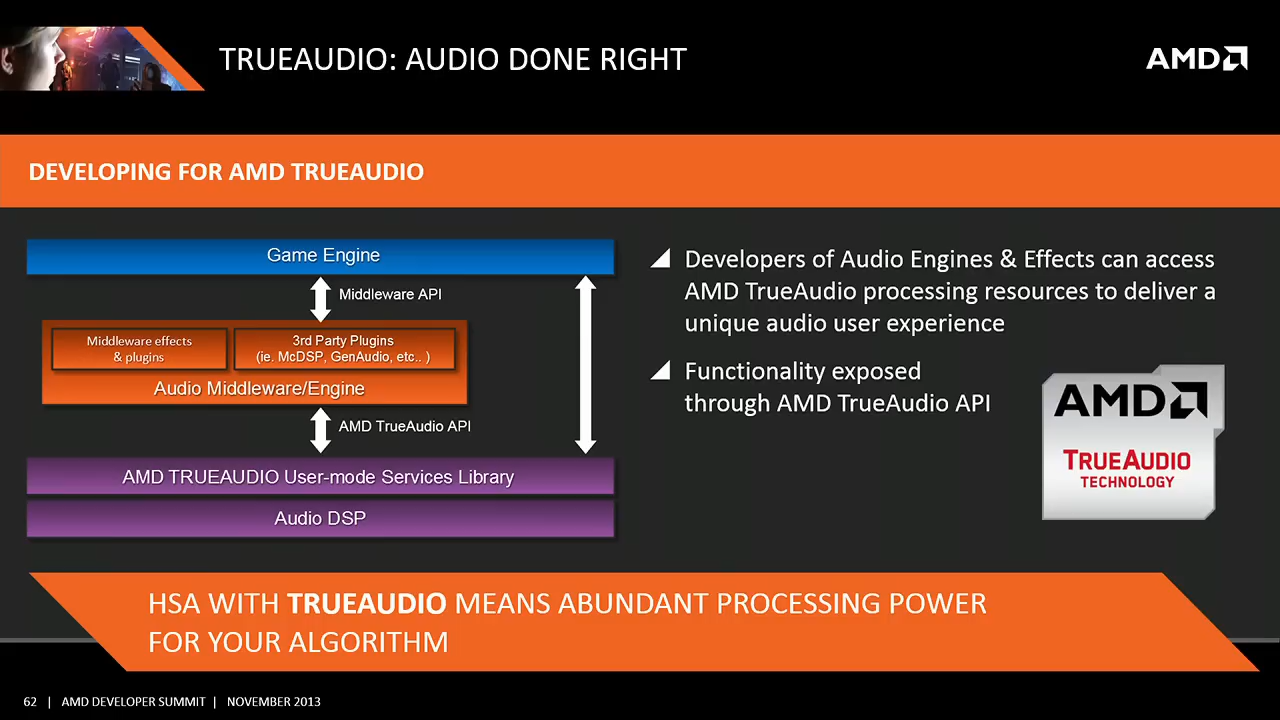 TRUEAUDIO: AUDIO DONE RIGHT
AMD
DEVELOPING FOR AMD TRUEAUDIO
Game Engine
Middleware API
Middleware effects
& plugins
3rd Party Plugins
(ie. McDSP, GenAudio, etc.. )
Audio Middleware/Engine
AMD TrueAudio API
AMD TRUEAUDIO User-mode Services Library
Audio DSP
Developers of Audio Engines & Effects can access
AMD TrueAudio processing resources to deliver a
unique audio user experience
Functionality exposed
through AMD TrueAudio API
AMD
TRUEAUDIO
TECHNOLOGY
HSA WITH TRUEAUDIO MEANS ABUNDANT PROCESSING POWER
FOR YOUR ALGORITHM
62 | AMD DEVELOPER SUMMIT | NOVEMBER 2013